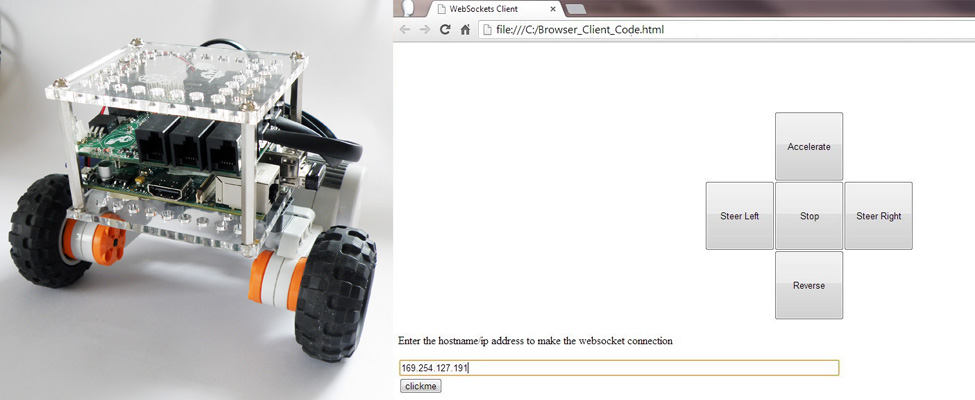 WebSockets Client
file:///C:/Browser_Client_Code.html
Accelerate
Steer Left
Stop
Steer Right
Reverse
Enter the hostname/ip address to make the websocket connection
169.254.127.191
clickme